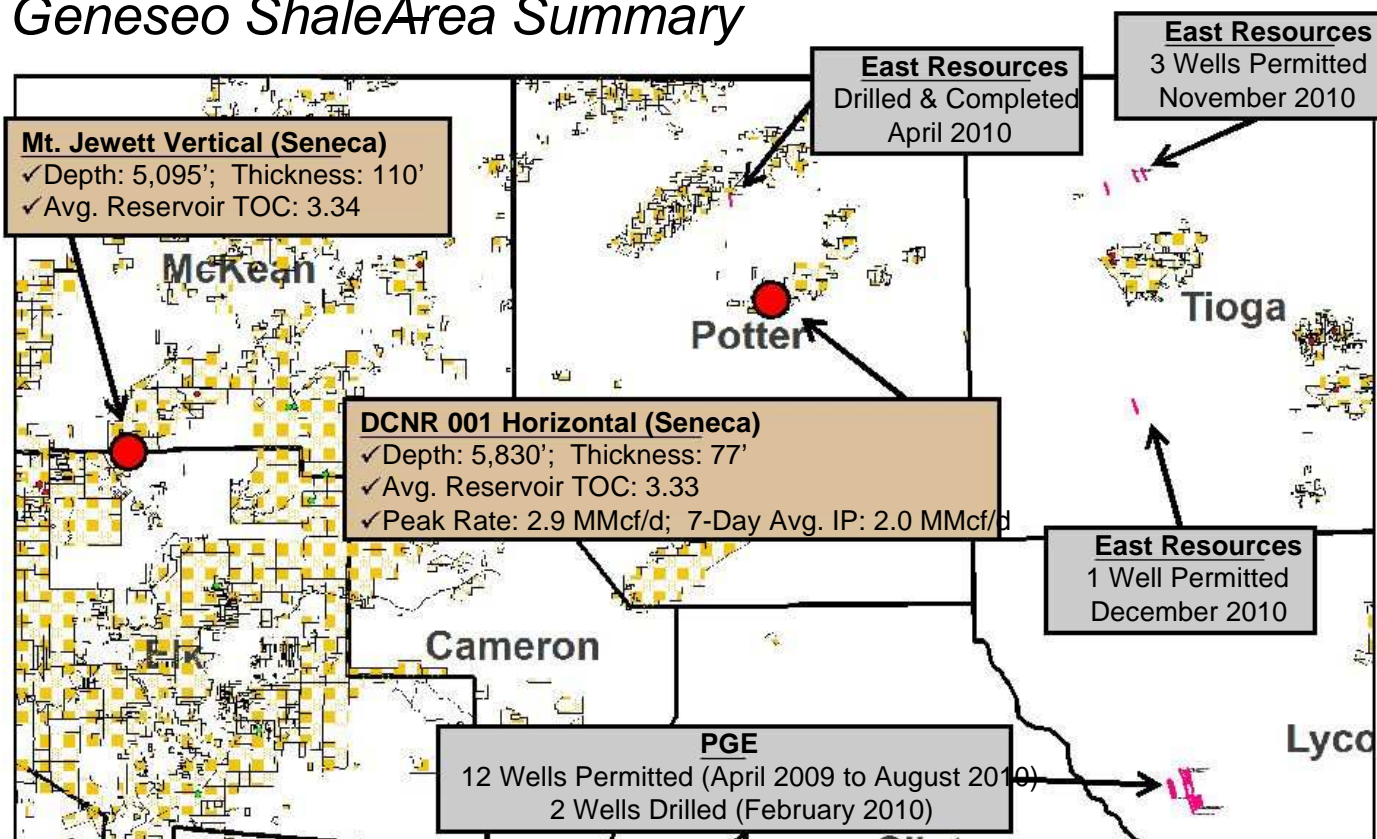 Geneseo Shale Area Summary
East Resources
3 Wells Permitted
November 2010
East Resources
Drilled & Completed
April 2010
Mt. Jewett Vertical (Seneca)
✓Depth: 5,095’; Thickness: 110’
✓Avg. Reservoir TOC: 3.34
McKean
Potter
Tioga
DCNR 001 Horizontal (Seneca)
✓Depth: 5,830’; Thickness: 77’
✓Avg. Reservoir TOC: 3.33
✓Peak Rate: 2.9 MMcf/d; 7-Day Avg. IP: 2.0 MMcf/d
East Resources
1 Well Permitted
December 2010
Elk
Cameron
PGE
12 Wells Permitted (April 2009 to August 2010)
2 Wells Drilled (February 2010)
Lyco